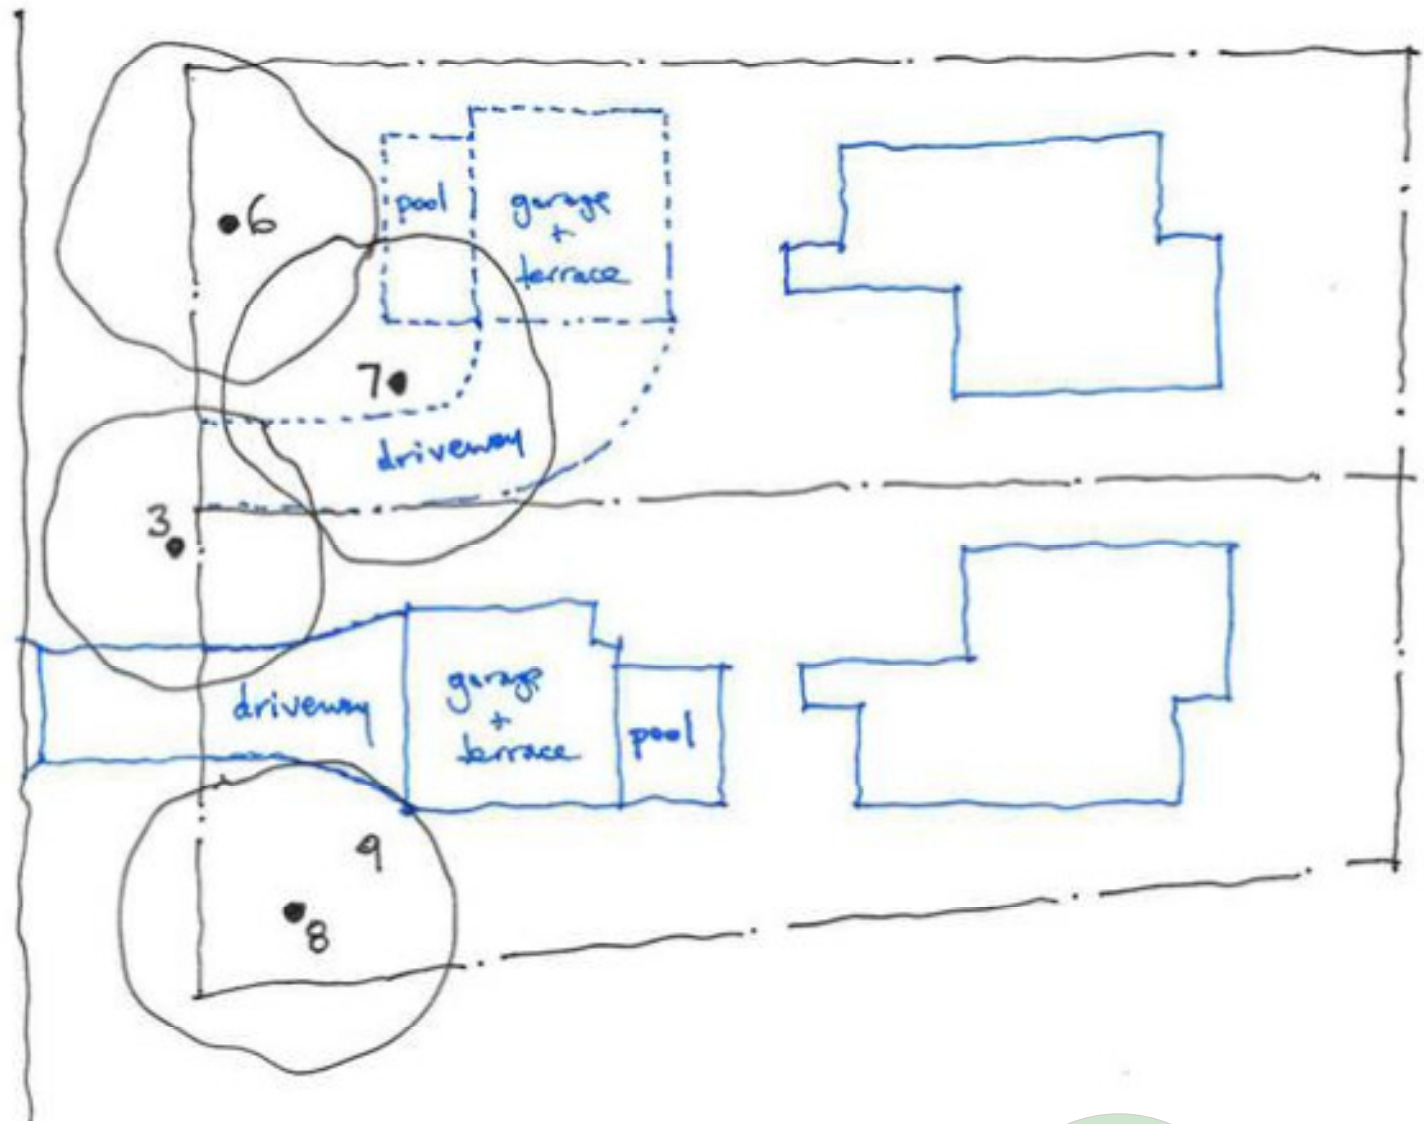 6
pool
garage
+
terrace
7
driveway
3
driveway
garage
+
terrace
pool
9
8